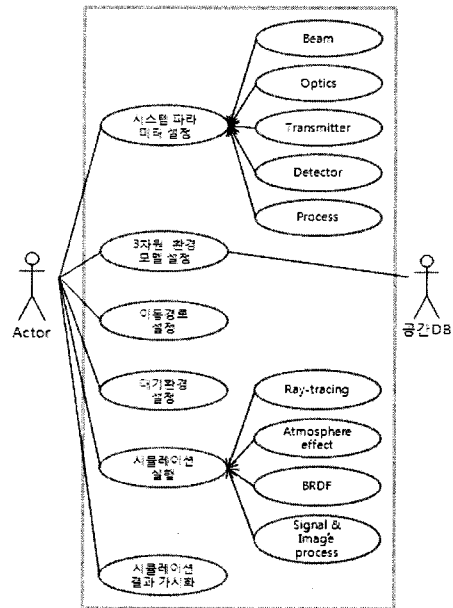 Beam
Optics
시스템 파라
미터 설정
Transmitter
Detector
Process
3차원 환경
모델 설정
Actor
공간DB
이동경로
설정
대기환경
설정
Ray-tracing
Atmosphere
effect
시뮬레이션
실행
BRDF
Signal &
Image
process
시뮬레이션
결과 가시화